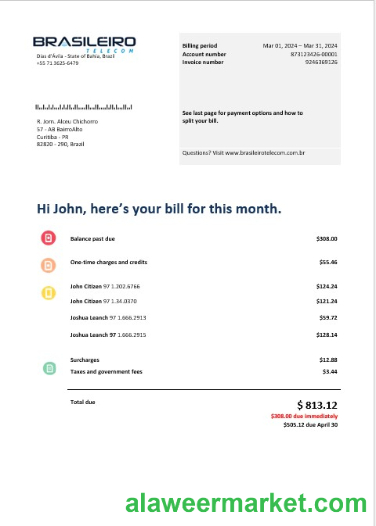 BRASILEIRO
TELECOM
Dias d'Ávila - State of Bahia, Brazil
+55 71 3625-6479
Billing period Mar 01, 2024 – Mar 31, 2024
Account number 873123426-00001
Invoice number 9246369126
See last page for payment options and how to
split your bill.
R. Jorn. Alceu Chichorro
57 - AB BairroAlto
Curitiba - PR
82820 - 290, Brazil
Questions? Visit www.brasileirotelecom.com.br
Hi John, here's your bill for this month.
Balance past due $308.00
One-time charges and credits $55.46
John Citizen 97 1.202.6766 $124.24
John Citizen 97 1.34.0370 $121.24
Joshua Leanch 97 1.666.2913 $59.72
Joshua Leanch 97 1.666.2915 $128.14
Surcharges $12.88
Taxes and government fees $3.44
Total due $ 813.12
$308.00 due immediately
$505.12 due April 30
alaweermarket.com